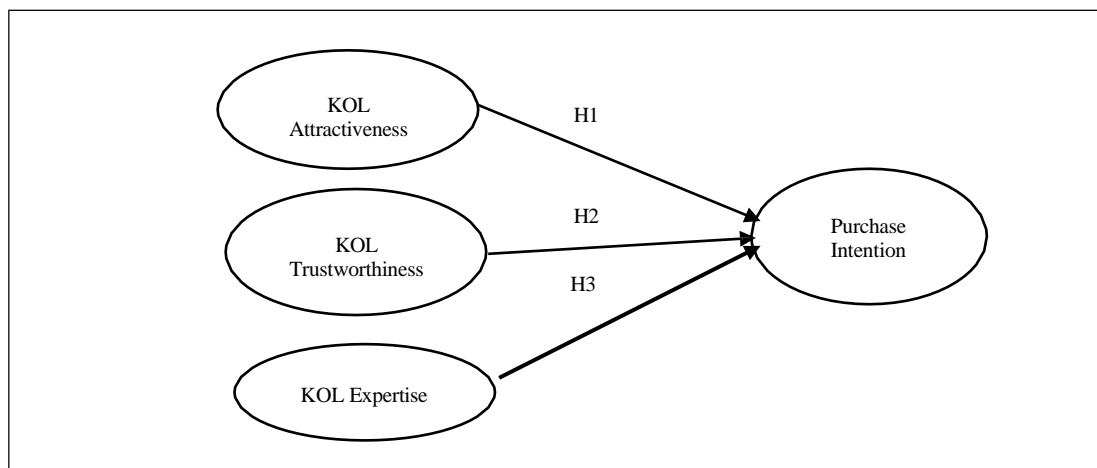 KOL
Attractiveness
H1
KOL
Trustworthiness
H2
Purchase
Intention
H3
KOL Expertise